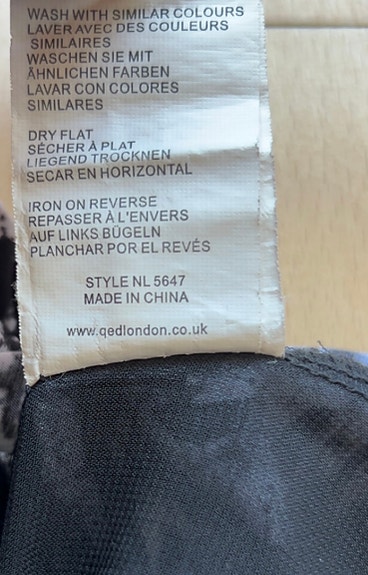 WASH WITH SIMILAR COLOURS
LAVER AVEC DES COULEURS
SIMILAIRES
WASCHEN SIE MIT
ÄHNLICHEN FARBEN
LAVAR CON COLORES
SIMILARES
DRY FLAT
SÉCHER À PLAT
LIEGEND TROCKNEN
SECAR EN HORIZONTAL
IRON ON REVERSE
REPASSER À L'ENVERS
AUF LINKS BÜGELN
PLANCHAR POR EL REVÉS
STYLE NL 5647
MADE IN CHINA
www.qedlondon.co.uk